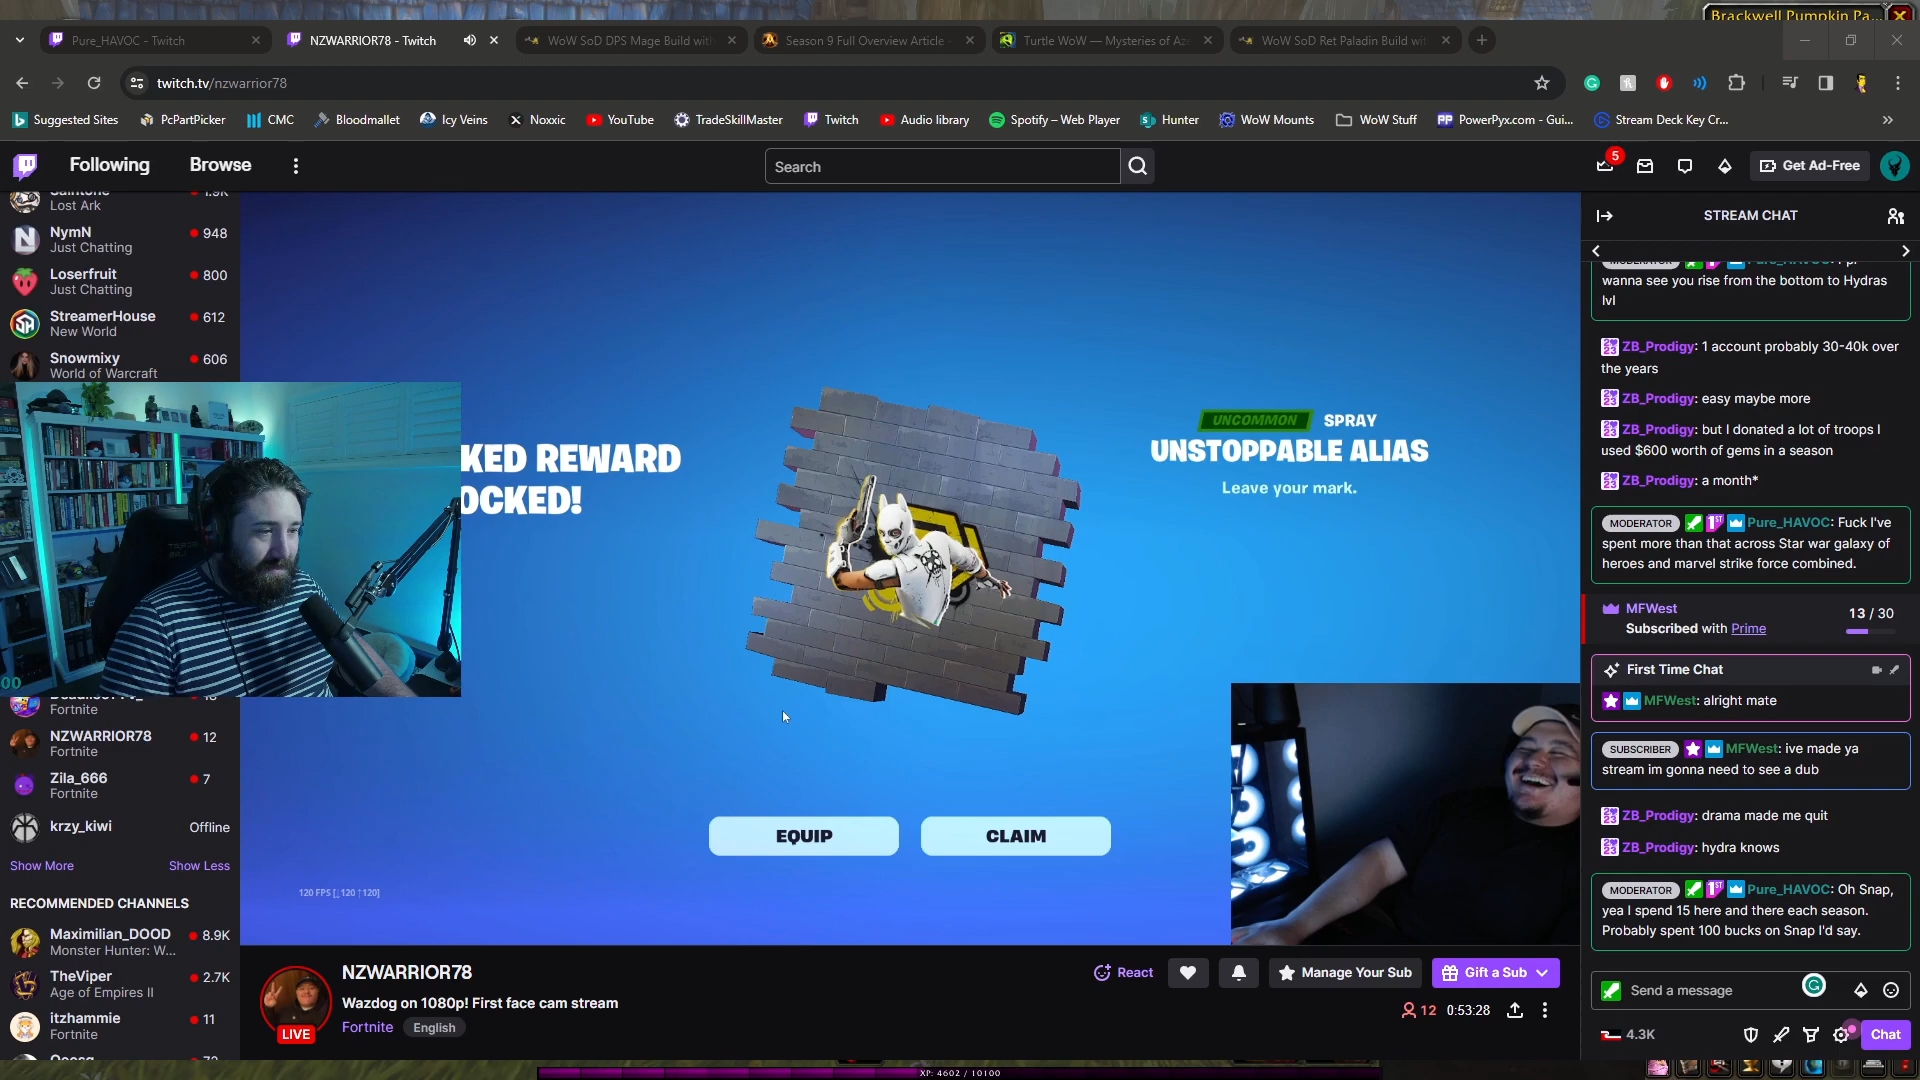 Brackwell Pumpkin Pa...
Pure_HAVOC - Twitch
NZWARRIOR78 - Twitch
WoW SoD DPS Mage Build with
Season 9 Full Overview Article -
Turtle WoW — Mysteries of Az
WoW SoD Ret Paladin Build wit
twitch.tv/nzwarrior78
Suggested Sites
PcPartPicker
CMC
Bloodmallet
Icy Veins
Noxxic
YouTube
TradeSkillMaster
Twitch
Audio library
Spotify – Web Player
Hunter
WoW Mounts
WoW Stuff
PowerPyx.com - Gui...
Stream Deck Key Cr...
Following
Browse
Search
5
Get Ad-Free
Saintone
1.9K
Lost Ark
NymN
948
Just Chatting
Loserfruit
800
Just Chatting
StreamerHouse
612
New World
Snowmixy
606
World of Warcraft
Fortnite
NZWARRIOR78
12
Fortnite
Zila_666
7
Fortnite
krzy_kiwi
Offline
Show More
Show Less
RECOMMENDED CHANNELS
Maximilian_DOOD
8.9K
Monster Hunter: W...
TheViper
2.7K
Age of Empires II
itzhammie
11
Fortnite
KED REWARD
OCKED!
UNCOMMON SPRAY
UNSTOPPABLE ALIAS
Leave your mark.
EQUIP
CLAIM
120 FPS [↓120 ↑120]
00
LIVE
NZWARRIOR78
Wazdog on 1080p! First face cam stream
Fortnite
English
React
Manage Your Sub
Gift a Sub
12
0:53:28
STREAM CHAT
wanna see you rise from the bottom to Hydras
lvl
ZB_Prodigy: 1 account probably 30-40k over
the years
ZB_Prodigy: easy maybe more
ZB_Prodigy: but I donated a lot of troops I
used $600 worth of gems in a season
ZB_Prodigy: a month*
MODERATOR 1ST Pure_HAVOC: Fuck I've
spent more than that across Star war galaxy of
heroes and marvel strike force combined.
MFWest
13 / 30
Subscribed with Prime
First Time Chat
MFWest: alright mate
SUBSCRIBER MFWest: ive made ya
stream im gonna need to see a dub
ZB_Prodigy: drama made me quit
ZB_Prodigy: hydra knows
MODERATOR 1ST Pure_HAVOC: Oh Snap,
yea I spend 15 here and there each season.
Probably spent 100 bucks on Snap I'd say.
Send a message
4.3K
Chat
XP: 4602 / 10100